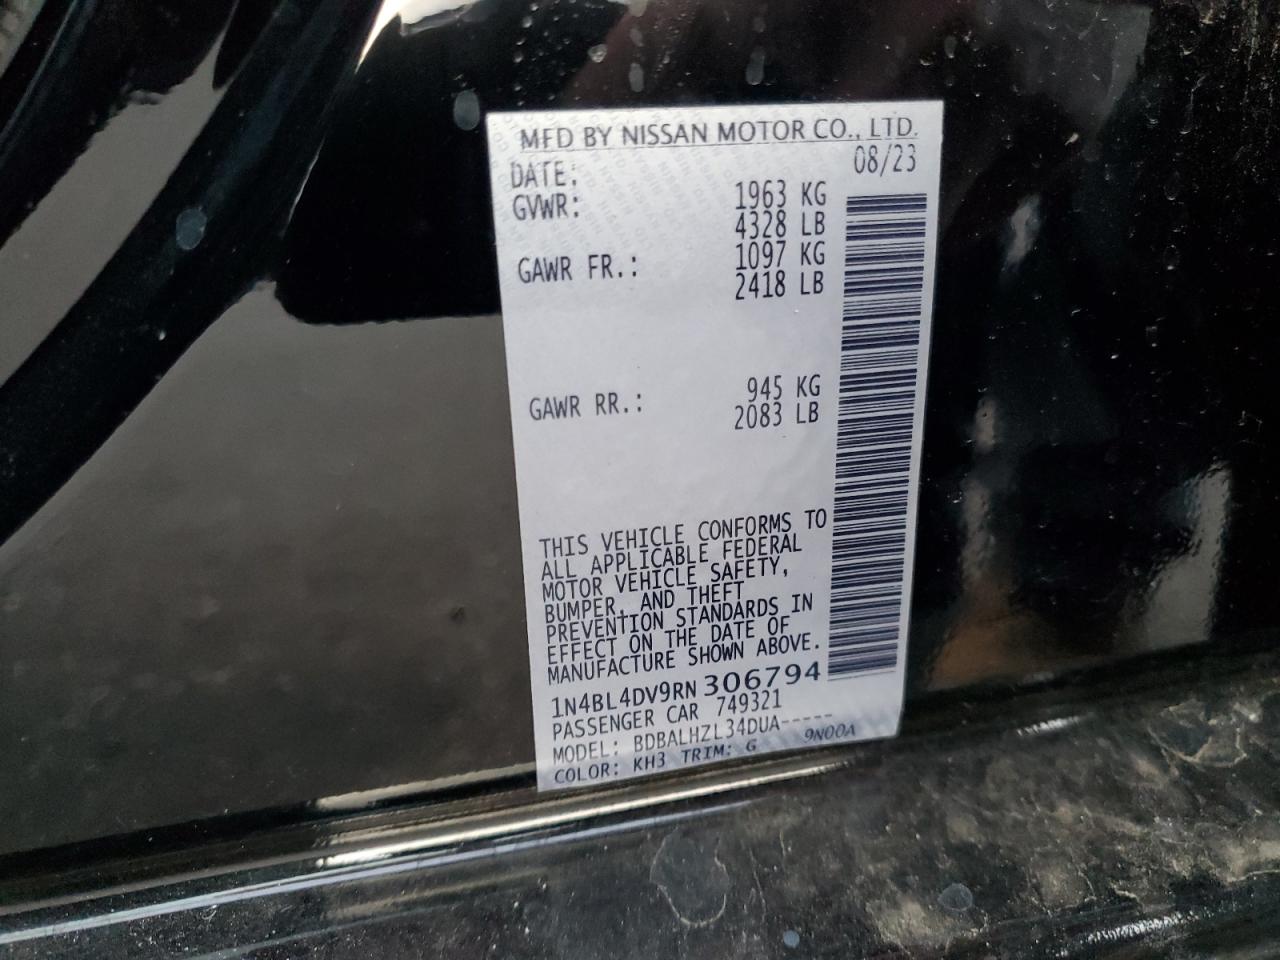 MFD BY NISSAN MOTOR CO., LTD.
DATE: 08/23
GVWR: 1963 KG
4328 LB
GAWR FR.: 1097 KG
2418 LB
GAWR RR.: 945 KG
2083 LB
THIS VEHICLE CONFORMS TO
ALL APPLICABLE FEDERAL
MOTOR VEHICLE SAFETY,
BUMPER, AND THEFT
PREVENTION STANDARDS IN
EFFECT ON THE DATE OF
MANUFACTURE SHOWN ABOVE.
1N4BL4DV9RN 306794
PASSENGER CAR 749321
MODEL: BDBALHZL34DUA-----
COLOR: KH3 TRIM: G 9N00A